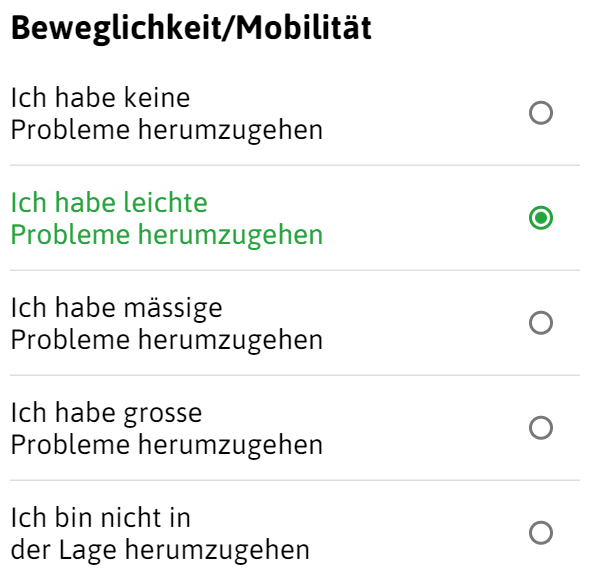 Beweglichkeit/Mobilität
Ich habe keine
Probleme herumzugehen
Ich habe leichte
Probleme herumzugehen
Ich habe mässige
Probleme herumzugehen
Ich habe grosse
Probleme herumzugehen
Ich bin nicht in
der Lage herumzugehen